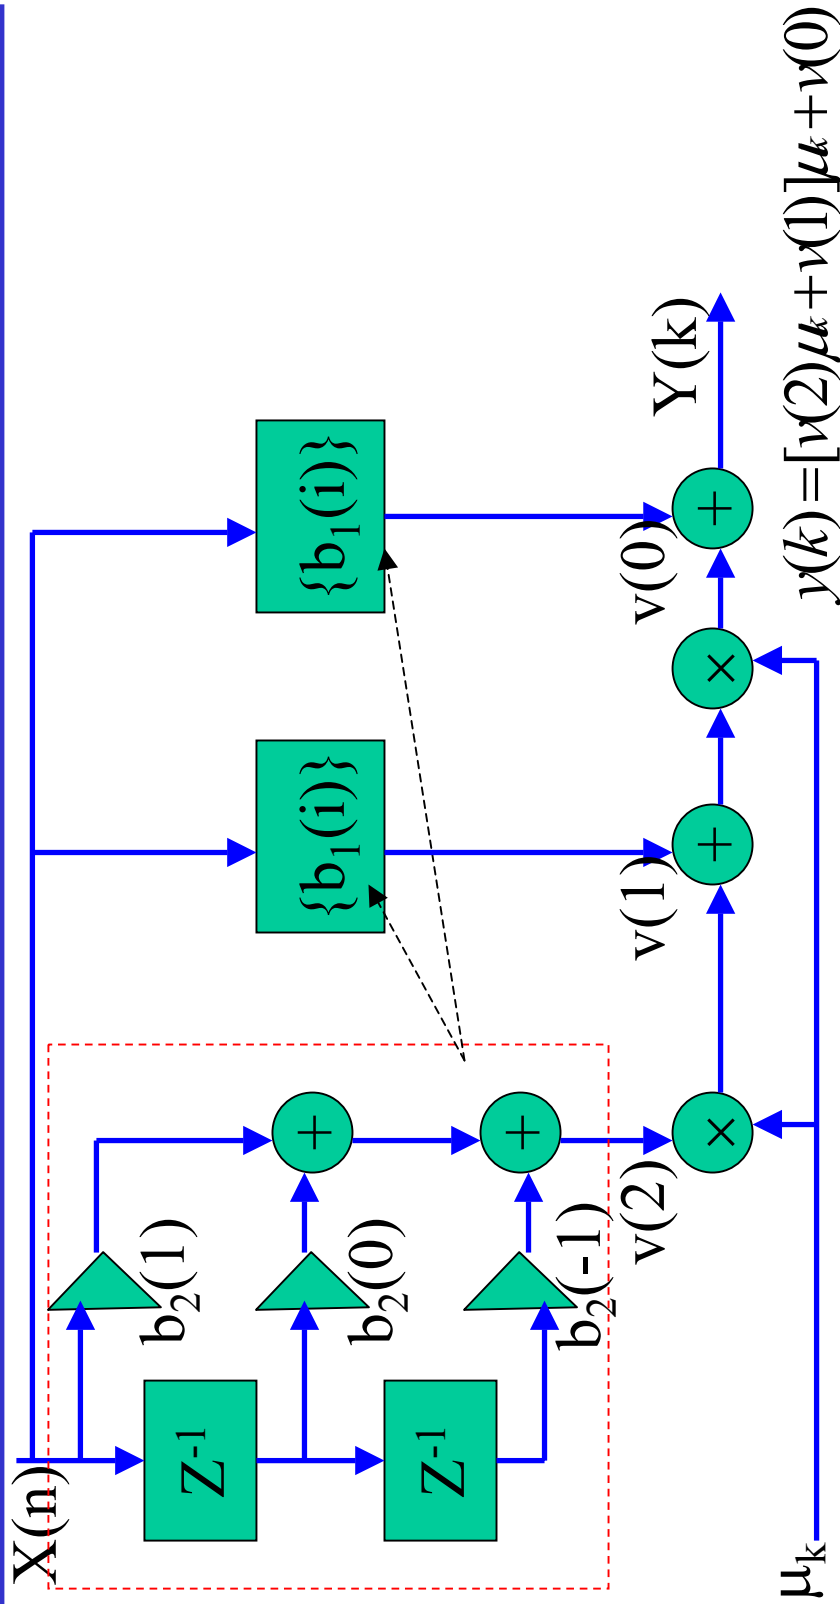 X(n)
Z⁻¹
b₂(1)
+
{b₁(i)}
{b₁(i)}
b₂(0)
Z⁻¹
+
b₂(-1)
v(2)
v(1)
v(0)
Y(k)
×
+
×
+
μₖ
y(k)=[v(2)μₖ+v(1)]μₖ+v(0)